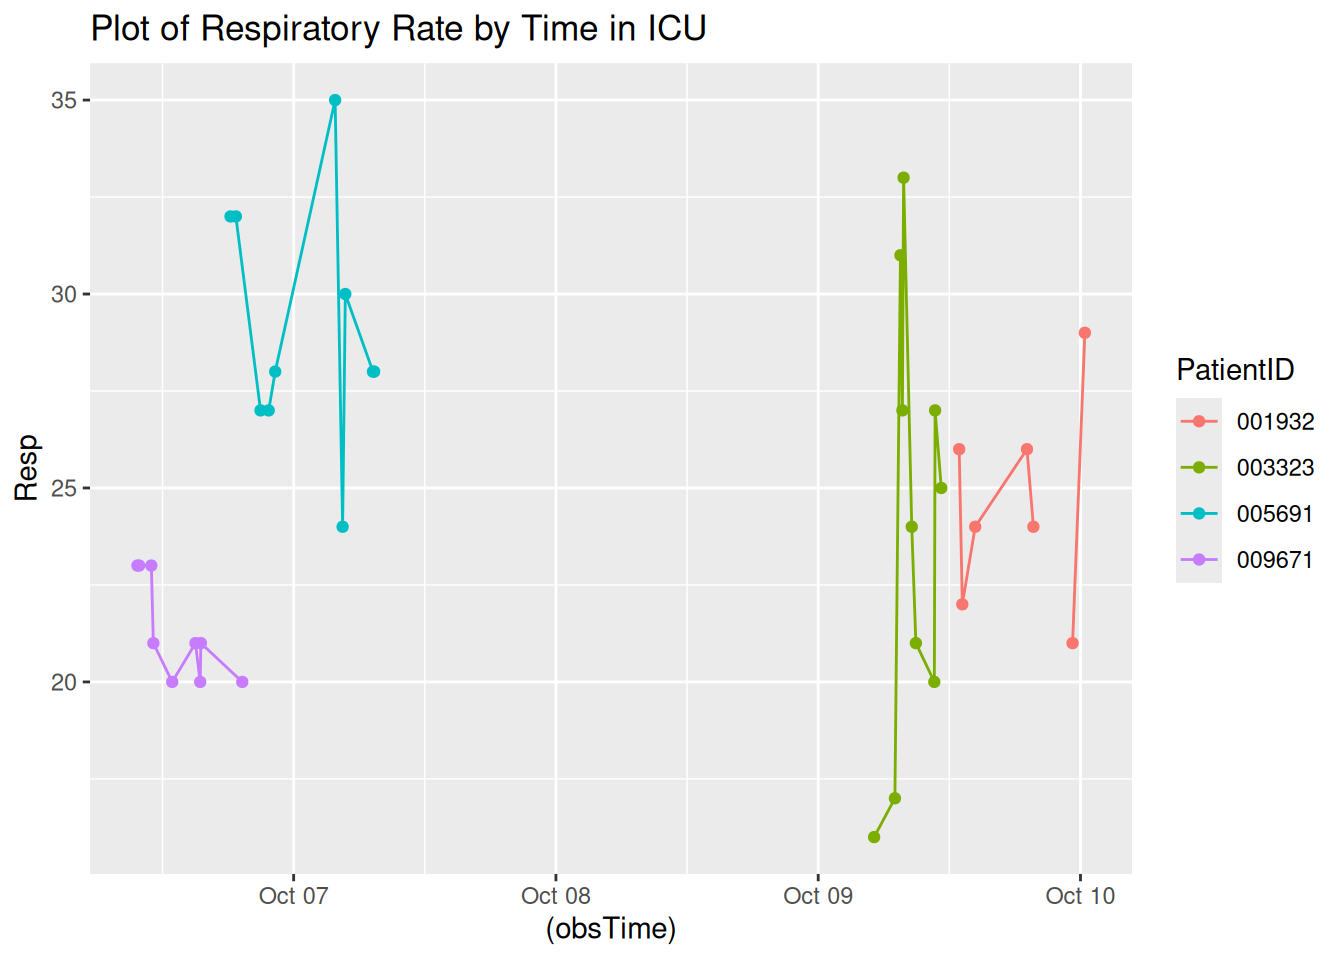 Plot of Respiratory Rate by Time in ICU
35
30
25
20
Resp
Oct 07
Oct 08
Oct 09
Oct 10
(obsTime)
PatientID
001932
003323
005691
009671